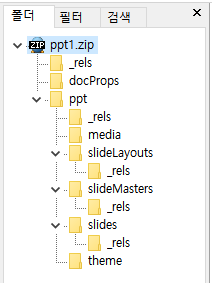 폴더 필터 검색
ZIP ppt1.zip
_rels
docProps
ppt
_rels
media
slideLayouts
_rels
slideMasters
_rels
slides
_rels
theme